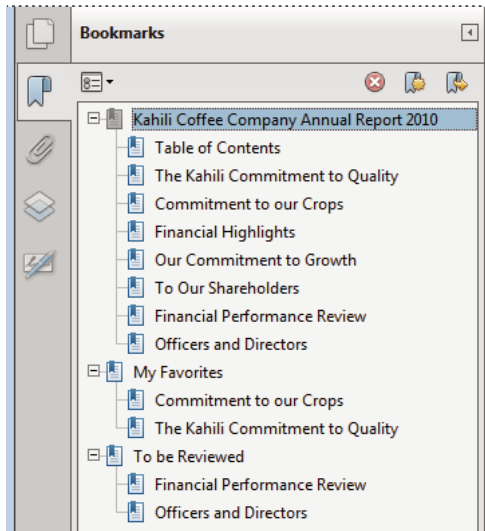 Bookmarks
Kahili Coffee Company Annual Report 2010
Table of Contents
The Kahili Commitment to Quality
Commitment to our Crops
Financial Highlights
Our Commitment to Growth
To Our Shareholders
Financial Performance Review
Officers and Directors
My Favorites
Commitment to our Crops
The Kahili Commitment to Quality
To be Reviewed
Financial Performance Review
Officers and Directors